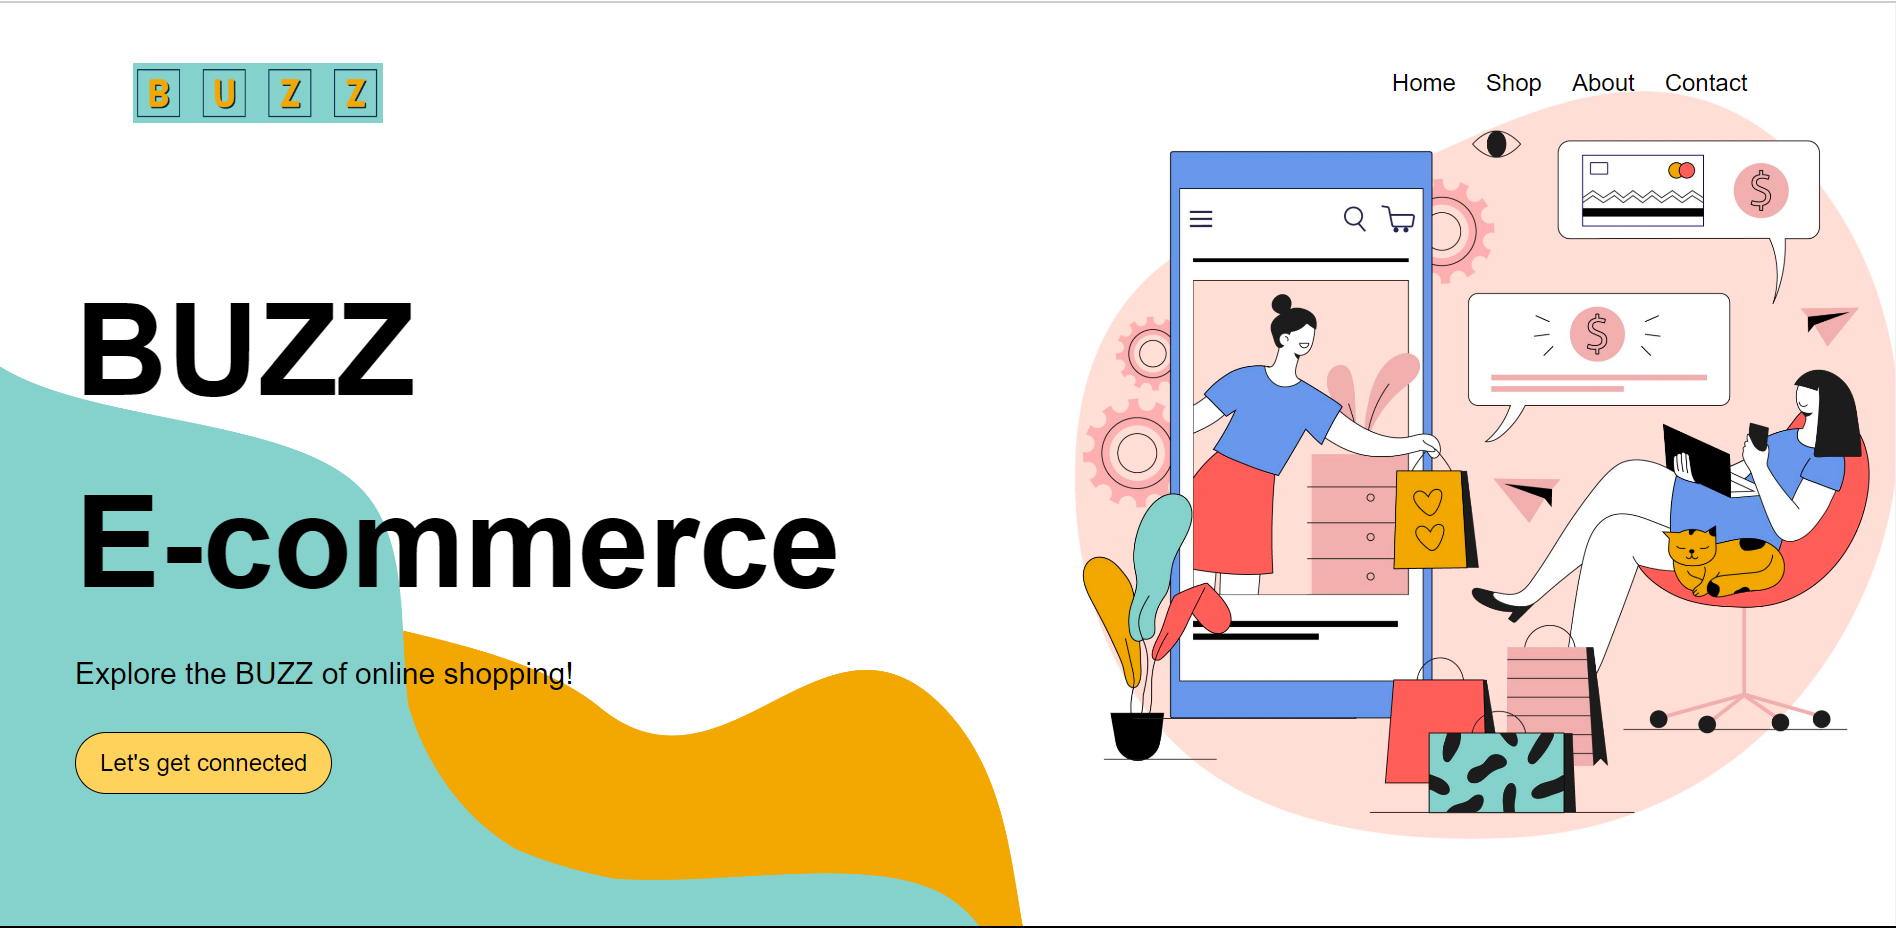 B U Z Z
Home Shop About Contact
BUZZ
E-commerce
Explore the BUZZ of online shopping!
Let's get connected
$
$